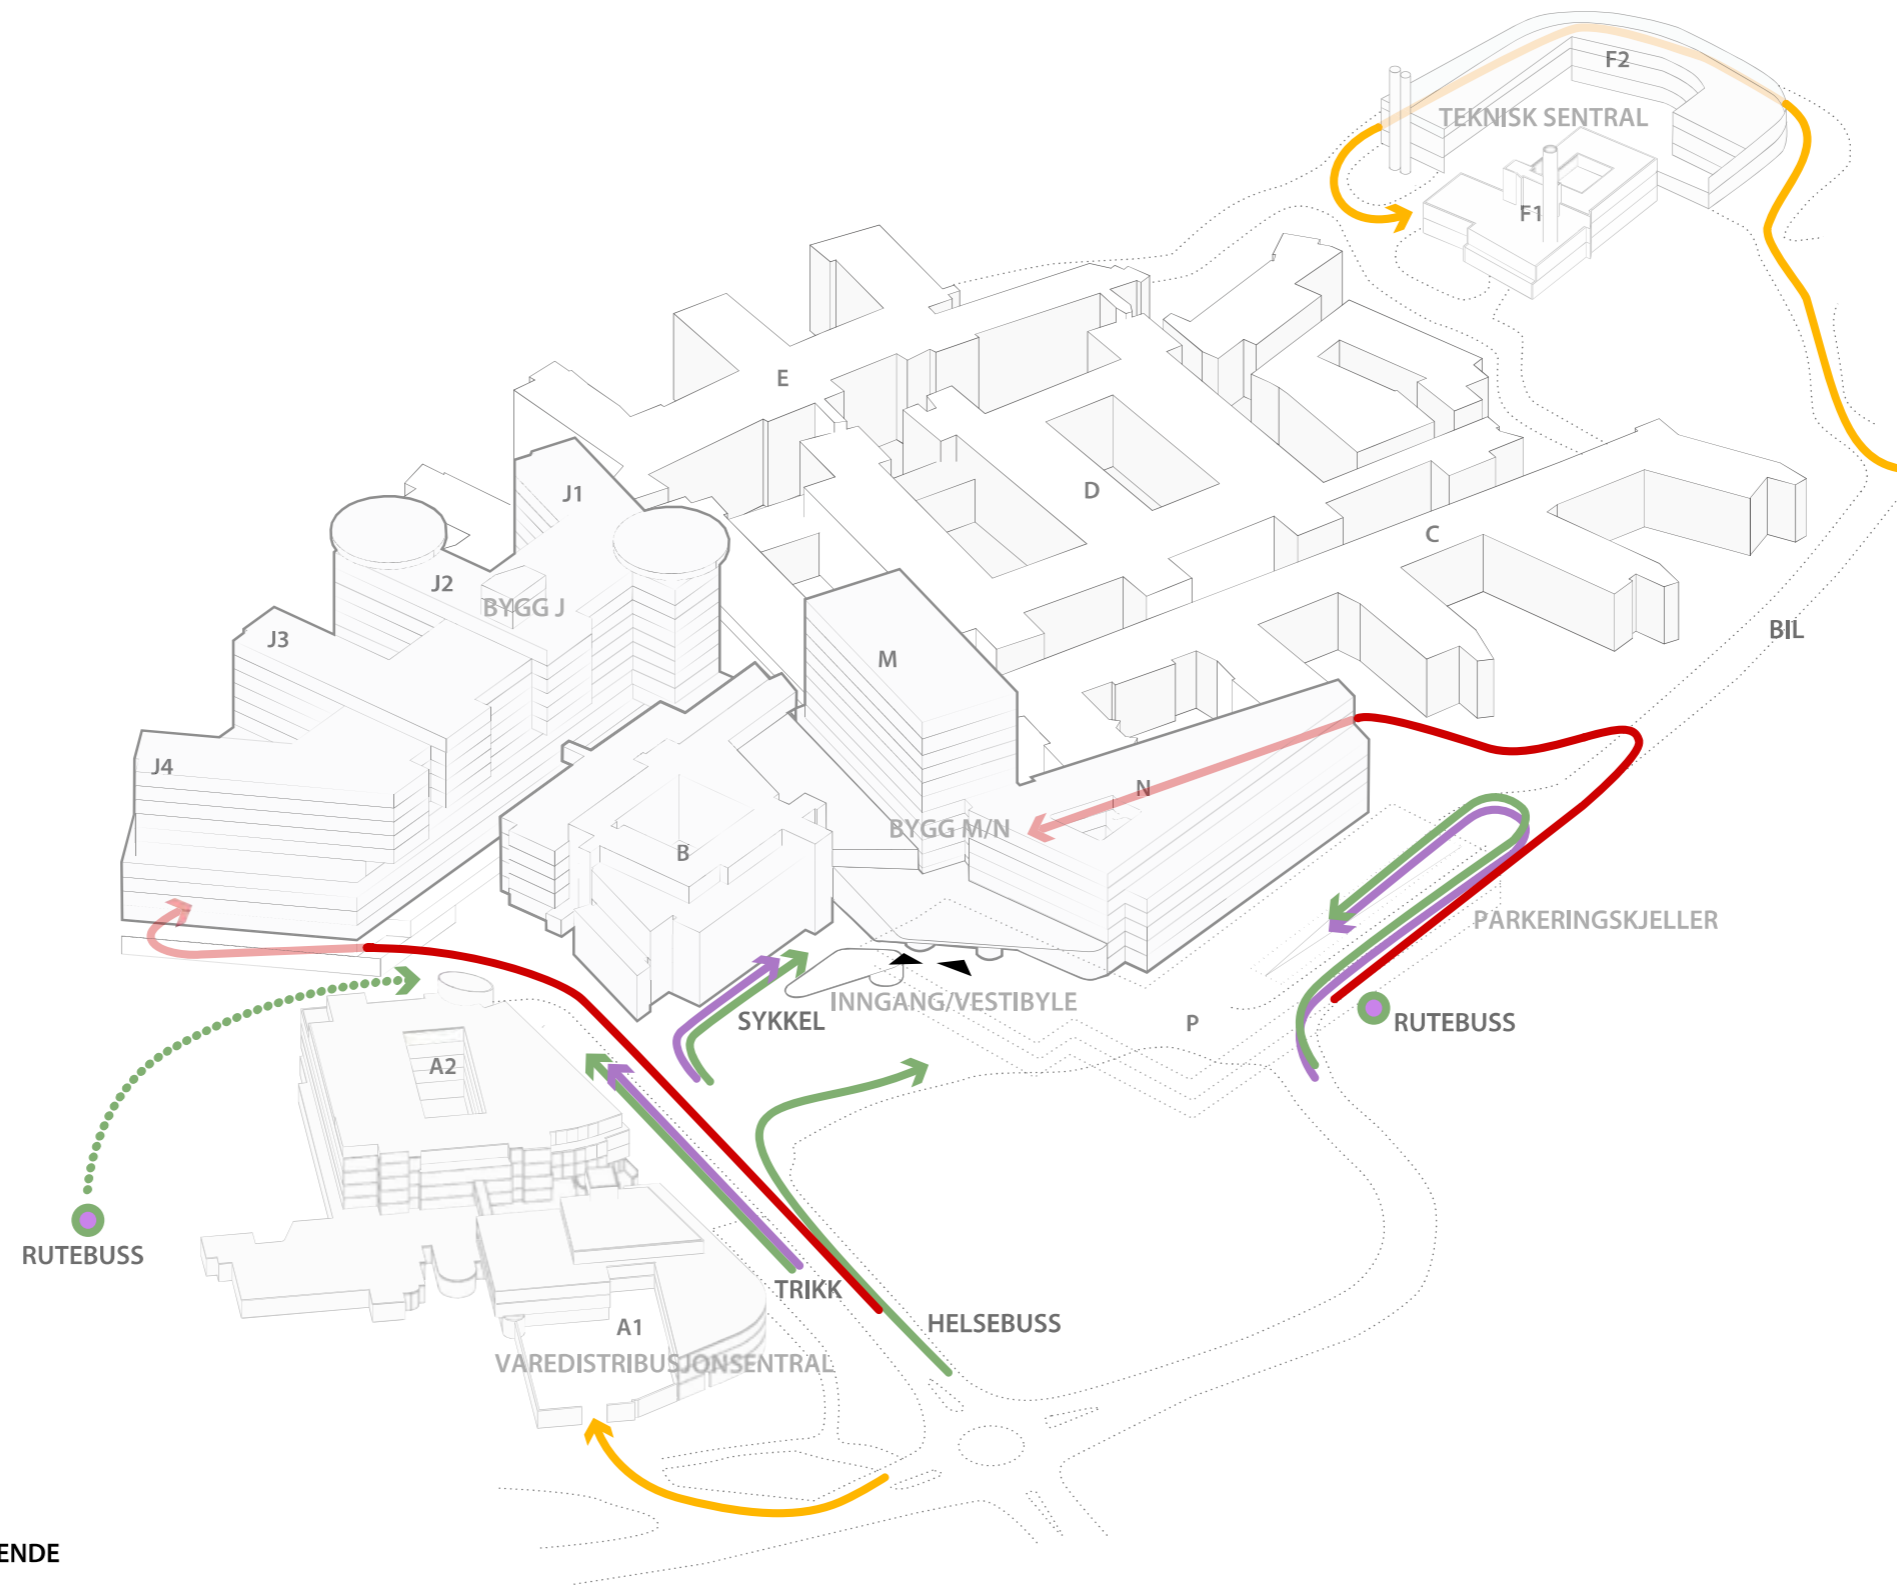 F2
TEKNISK SENTRAL
F1
E
J1
D
C
J2
BYGG J
J3
BIL
M
J4
N
BYGG M/N
B
PARKERINGSKJELLER
INNGANG/VESTIBYLE
SYKKEL
P
RUTEBUSS
A2
RUTEBUSS
TRIKK
HELSEBUSS
A1
VAREDISTRIBUSJONSENTRAL
ENDE